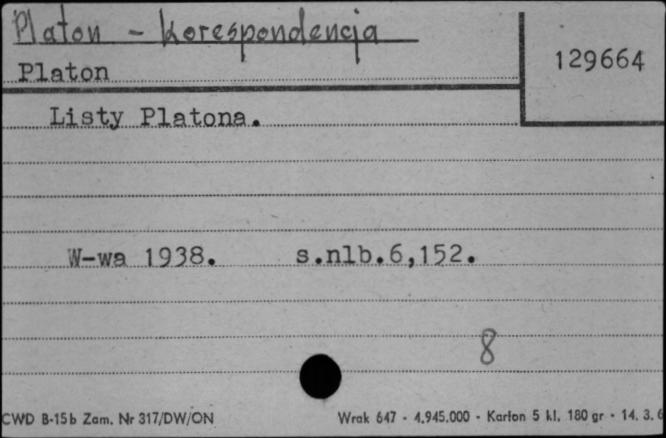 Platon - Korespondencja
129664
Platon
Listy Platona.
W-wa 1938. s.nlb.6,152.
8
CWD B-15b Zam. Nr 317/DW/ON Wrak 647 - 4.945.000 - Karton 5 kl. 180 gr - 14. 3. 6